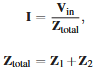 I = V_in / Z_total,
Z_total = Z_1 + Z_2